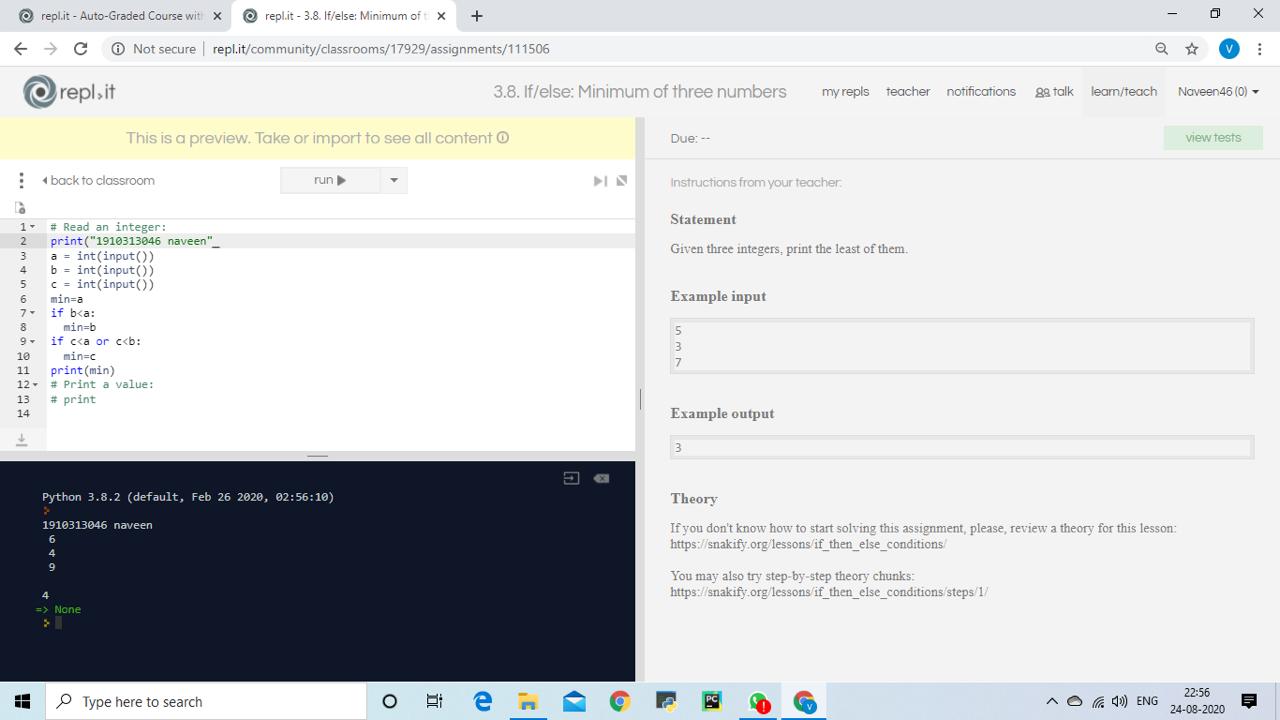 repl.it - Auto-Graded Course with
repl.it - 3.8. If/else: Minimum of t
Not secure
repl.it/community/classrooms/17929/assignments/111506
V
repl.it
3.8. If/else: Minimum of three numbers
my repls
teacher
notifications
talk
learn/teach
Naveen46 (0)
This is a preview. Take or import to see all content
back to classroom
run
1 # Read an integer:
2 print("1910313046 naveen"_
3 a = int(input())
4 b = int(input())
5 c = int(input())
6 min=a
7 if b<a:
8 min=b
9 if c<a or c<b:
10 min=c
11 print(min)
12 # Print a value:
13 # print
14
Python 3.8.2 (default, Feb 26 2020, 02:56:10)
1910313046 naveen
6
4
9
4
=> None
Due: --
view tests
Instructions from your teacher:
Statement
Given three integers, print the least of them.
Example input
5
3
7
Example output
3
Theory
If you don't know how to start solving this assignment, please, review a theory for this lesson:
https://snakify.org/lessons/if_then_else_conditions/
You may also try step-by-step theory chunks:
https://snakify.org/lessons/if_then_else_conditions/steps/1/
Type here to search
PC
V
ENG
22:56
24-08-2020